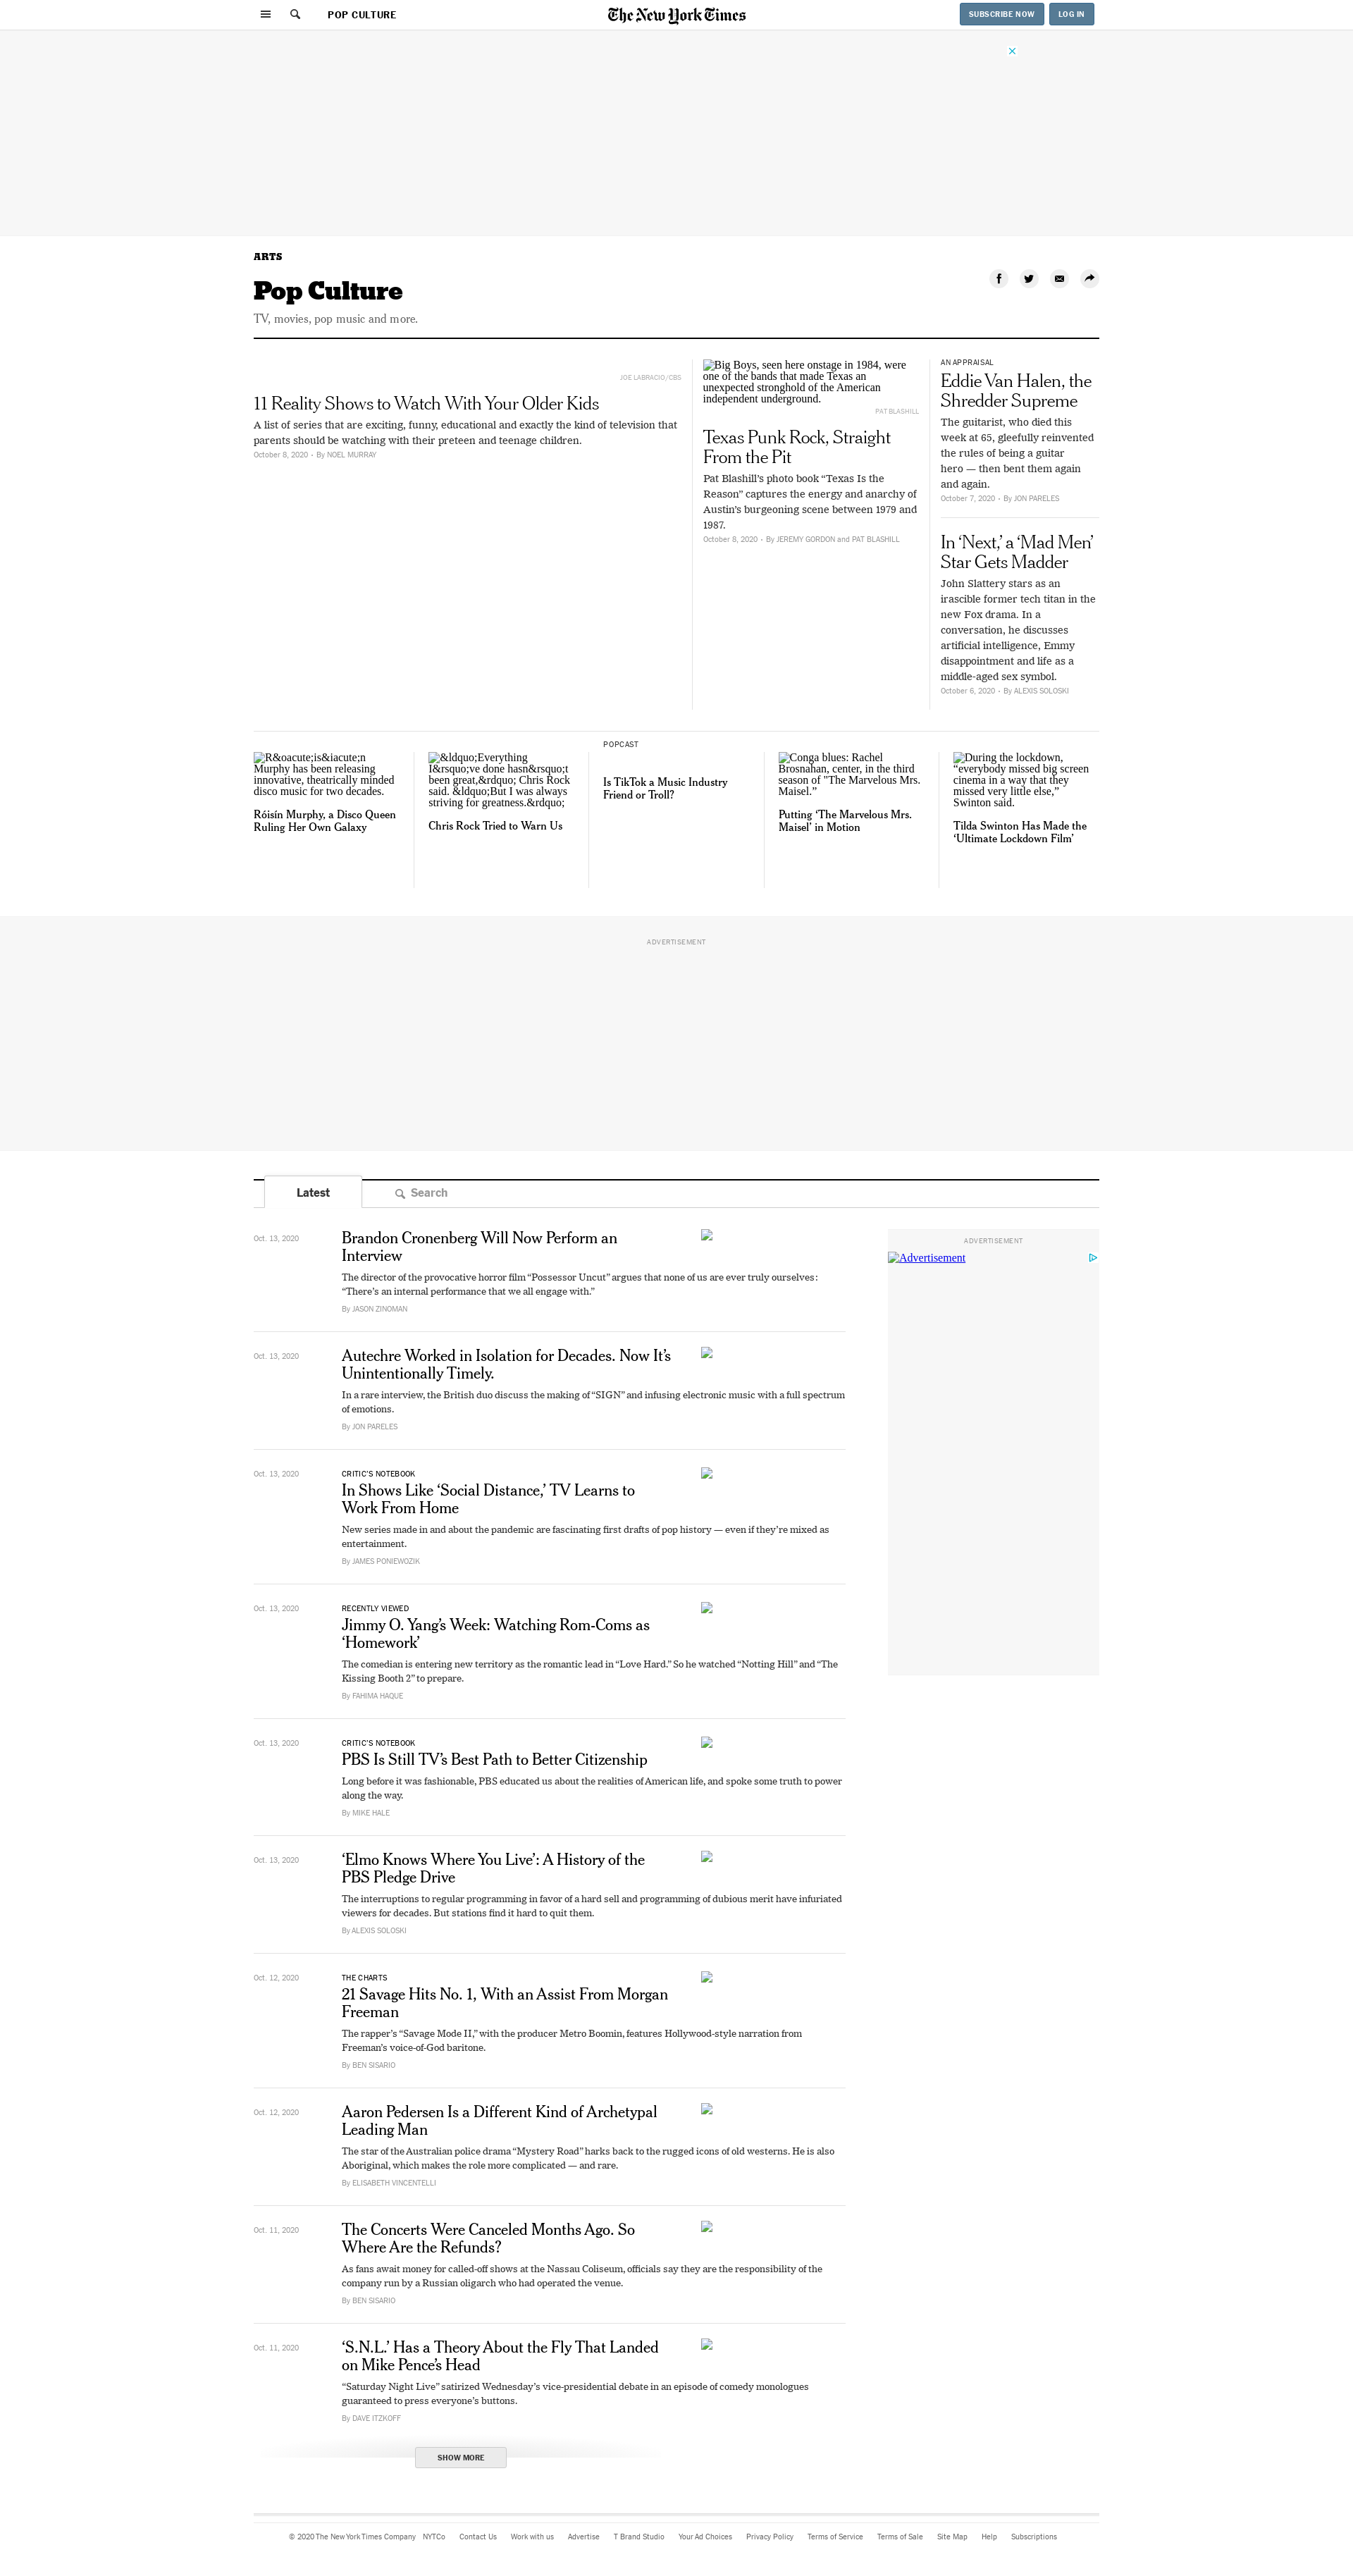 POP CULTURE
The New York Times
SUBSCRIBE NOW
LOG IN
ARTS
Pop Culture
TV, movies, pop music and more.
JOE LABRACIO/CBS
11 Reality Shows to Watch With Your Older Kids
A list of series that are exciting, funny, educational and exactly the kind of television that
parents should be watching with their preteen and teenage children.
October 8, 2020 • By NOEL MURRAY
Big Boys, seen here onstage in 1984, were
one of the bands that made Texas an
unexpected stronghold of the American
independent underground.
PAT BLASHILL
Texas Punk Rock, Straight
From the Pit
Pat Blashill’s photo book “Texas Is the
Reason” captures the energy and anarchy of
Austin’s burgeoning scene between 1979 and
1987.
October 8, 2020 • By JEREMY GORDON and PAT BLASHILL
AN APPRAISAL
Eddie Van Halen, the
Shredder Supreme
The guitarist, who died this
week at 65, gleefully reinvented
the rules of being a guitar
hero — then bent them again
and again.
October 7, 2020 • By JON PARELES
In ‘Next,’ a ‘Mad Men’
Star Gets Madder
John Slattery stars as an
irascible former tech titan in the
new Fox drama. In a
conversation, he discusses
artificial intelligence, Emmy
disappointment and life as a
middle-aged sex symbol.
October 6, 2020 • By ALEXIS SOLOSKI
R&oacute;is&iacute;n
Murphy has been releasing
innovative, theatrically minded
disco music for two decades.
Róisín Murphy, a Disco Queen
Ruling Her Own Galaxy
&ldquo;Everything
I&rsquo;ve done hasn&rsquo;t
been great,&rdquo; Chris Rock
said. &ldquo;But I was always
striving for greatness.&rdquo;
Chris Rock Tried to Warn Us
POPCAST
Is TikTok a Music Industry
Friend or Troll?
Conga blues: Rachel
Brosnahan, center, in the third
season of "The Marvelous Mrs.
Maisel.”
Putting ‘The Marvelous Mrs.
Maisel’ in Motion
During the lockdown,
“everybody missed big screen
cinema in a way that they
missed very little else,”
Swinton said.
Tilda Swinton Has Made the
‘Ultimate Lockdown Film’
ADVERTISEMENT
Latest
Search
Oct. 13, 2020
Brandon Cronenberg Will Now Perform an
Interview
The director of the provocative horror film “Possessor Uncut” argues that none of us are ever truly ourselves:
“There’s an internal performance that we all engage with.”
By JASON ZINOMAN
ADVERTISEMENT
Advertisement
Oct. 13, 2020
Autechre Worked in Isolation for Decades. Now It’s
Unintentionally Timely.
In a rare interview, the British duo discuss the making of “SIGN” and infusing electronic music with a full spectrum
of emotions.
By JON PARELES
Oct. 13, 2020
CRITIC’S NOTEBOOK
In Shows Like ‘Social Distance,’ TV Learns to
Work From Home
New series made in and about the pandemic are fascinating first drafts of pop history — even if they’re mixed as
entertainment.
By JAMES PONIEWOZIK
Oct. 13, 2020
RECENTLY VIEWED
Jimmy O. Yang’s Week: Watching Rom-Coms as
‘Homework’
The comedian is entering new territory as the romantic lead in “Love Hard.” So he watched “Notting Hill” and “The
Kissing Booth 2” to prepare.
By FAHIMA HAQUE
Oct. 13, 2020
CRITIC’S NOTEBOOK
PBS Is Still TV’s Best Path to Better Citizenship
Long before it was fashionable, PBS educated us about the realities of American life, and spoke some truth to power
along the way.
By MIKE HALE
Oct. 13, 2020
‘Elmo Knows Where You Live’: A History of the
PBS Pledge Drive
The interruptions to regular programing in favor of a hard sell and programming of dubious merit have infuriated
viewers for decades. But stations find it hard to quit them.
By ALEXIS SOLOSKI
Oct. 12, 2020
THE CHARTS
21 Savage Hits No. 1, With an Assist From Morgan
Freeman
The rapper’s “Savage Mode II,” with the producer Metro Boomin, features Hollywood-style narration from
Freeman’s voice-of-God baritone.
By BEN SISARIO
Oct. 12, 2020
Aaron Pedersen Is a Different Kind of Archetypal
Leading Man
The star of the Australian police drama “Mystery Road” harks back to the rugged icons of old westerns. He is also
Aboriginal, which makes the role more complicated — and rare.
By ELISABETH VINCENTELLI
Oct. 11, 2020
The Concerts Were Canceled Months Ago. So
Where Are the Refunds?
As fans await money for called-off shows at the Nassau Coliseum, officials say they are the responsibility of the
company run by a Russian oligarch who had operated the venue.
By BEN SISARIO
Oct. 11, 2020
‘S.N.L.’ Has a Theory About the Fly That Landed
on Mike Pence’s Head
“Saturday Night Live” satirized Wednesday’s vice-presidential debate in an episode of comedy monologues
guaranteed to press everyone’s buttons.
By DAVE ITZKOFF
SHOW MORE
© 2020 The New York Times Company NYTCo Contact Us Work with us Advertise T Brand Studio Your Ad Choices Privacy Policy Terms of Service Terms of Sale Site Map Help Subscriptions